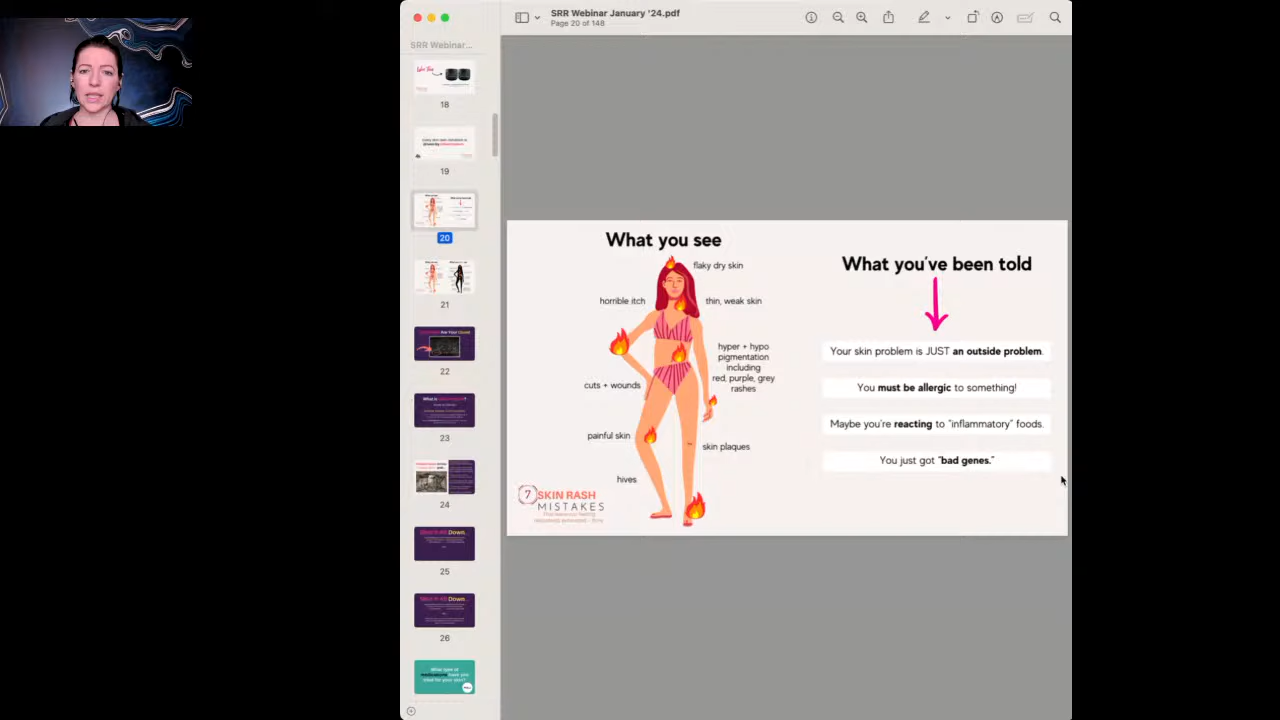 SRR Webinar January '24.pdf
Page 20 of 148
SRR Webinar...
18
19
20
21
22
23
24
25
26
What you see
flaky dry skin
horrible itch
thin, weak skin
hyper + hypo
pigmentation
including
red, purple, grey
rashes
cuts + wounds
painful skin
skin plaques
hives
7 SKIN RASH
MISTAKES
What you've been told
Your skin problem is JUST an outside problem.
You must be allergic to something!
Maybe you're reacting to "inflammatory" foods.
You just got "bad genes."